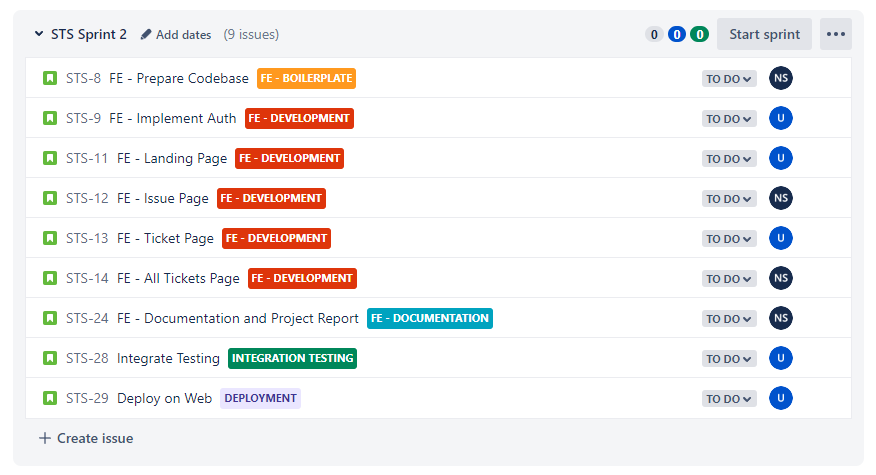 STS Sprint 2 Add dates (9 issues) 0 0 0 Start sprint
STS-8 FE - Prepare Codebase FE - BOILERPLATE TO DO NS
STS-9 FE - Implement Auth FE - DEVELOPMENT TO DO U
STS-11 FE - Landing Page FE - DEVELOPMENT TO DO U
STS-12 FE - Issue Page FE - DEVELOPMENT TO DO NS
STS-13 FE - Ticket Page FE - DEVELOPMENT TO DO U
STS-14 FE - All Tickets Page FE - DEVELOPMENT TO DO NS
STS-24 FE - Documentation and Project Report FE - DOCUMENTATION TO DO NS
STS-28 Integrate Testing INTEGRATION TESTING TO DO U
STS-29 Deploy on Web DEPLOYMENT TO DO U
Create issue